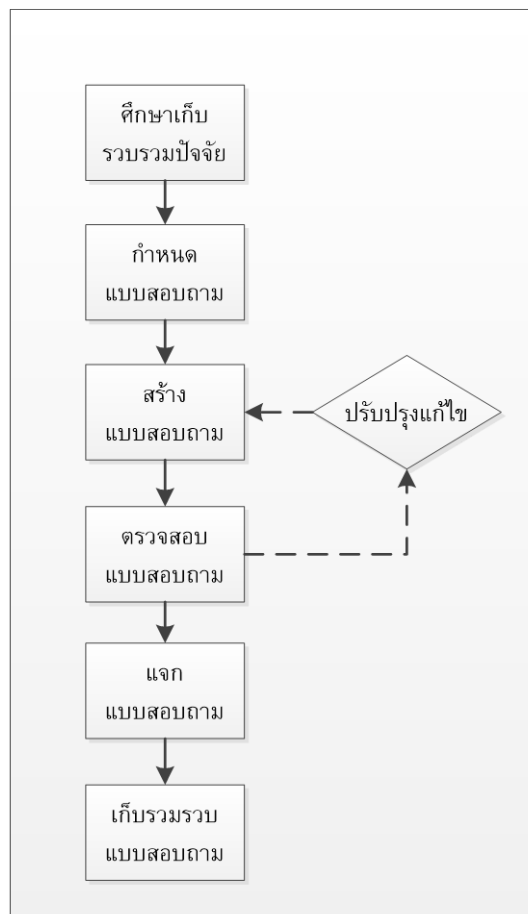 ศึกษาเก็บ
รวบรวมปัจจัย
กำหนด
แบบสอบถาม
สร้าง
แบบสอบถาม
ปรับปรุงแก้ไข
ตรวจสอบ
แบบสอบถาม
แจก
แบบสอบถาม
เก็บรวมรวบ
แบบสอบถาม